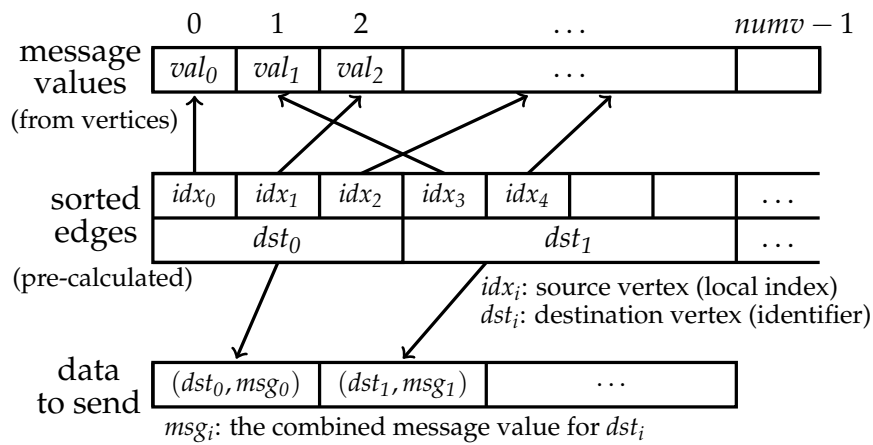 0 1 2 ... numv − 1
message values val₀ val₁ val₂ ...
(from vertices)
sorted edges idx₀ idx₁ idx₂ idx₃ idx₄ ...
dst₀ dst₁ ...
(pre-calculated)
idxᵢ: source vertex (local index)
dstᵢ: destination vertex (identifier)
data to send (dst₀, msg₀) (dst₁, msg₁) ...
msgᵢ: the combined message value for dstᵢ